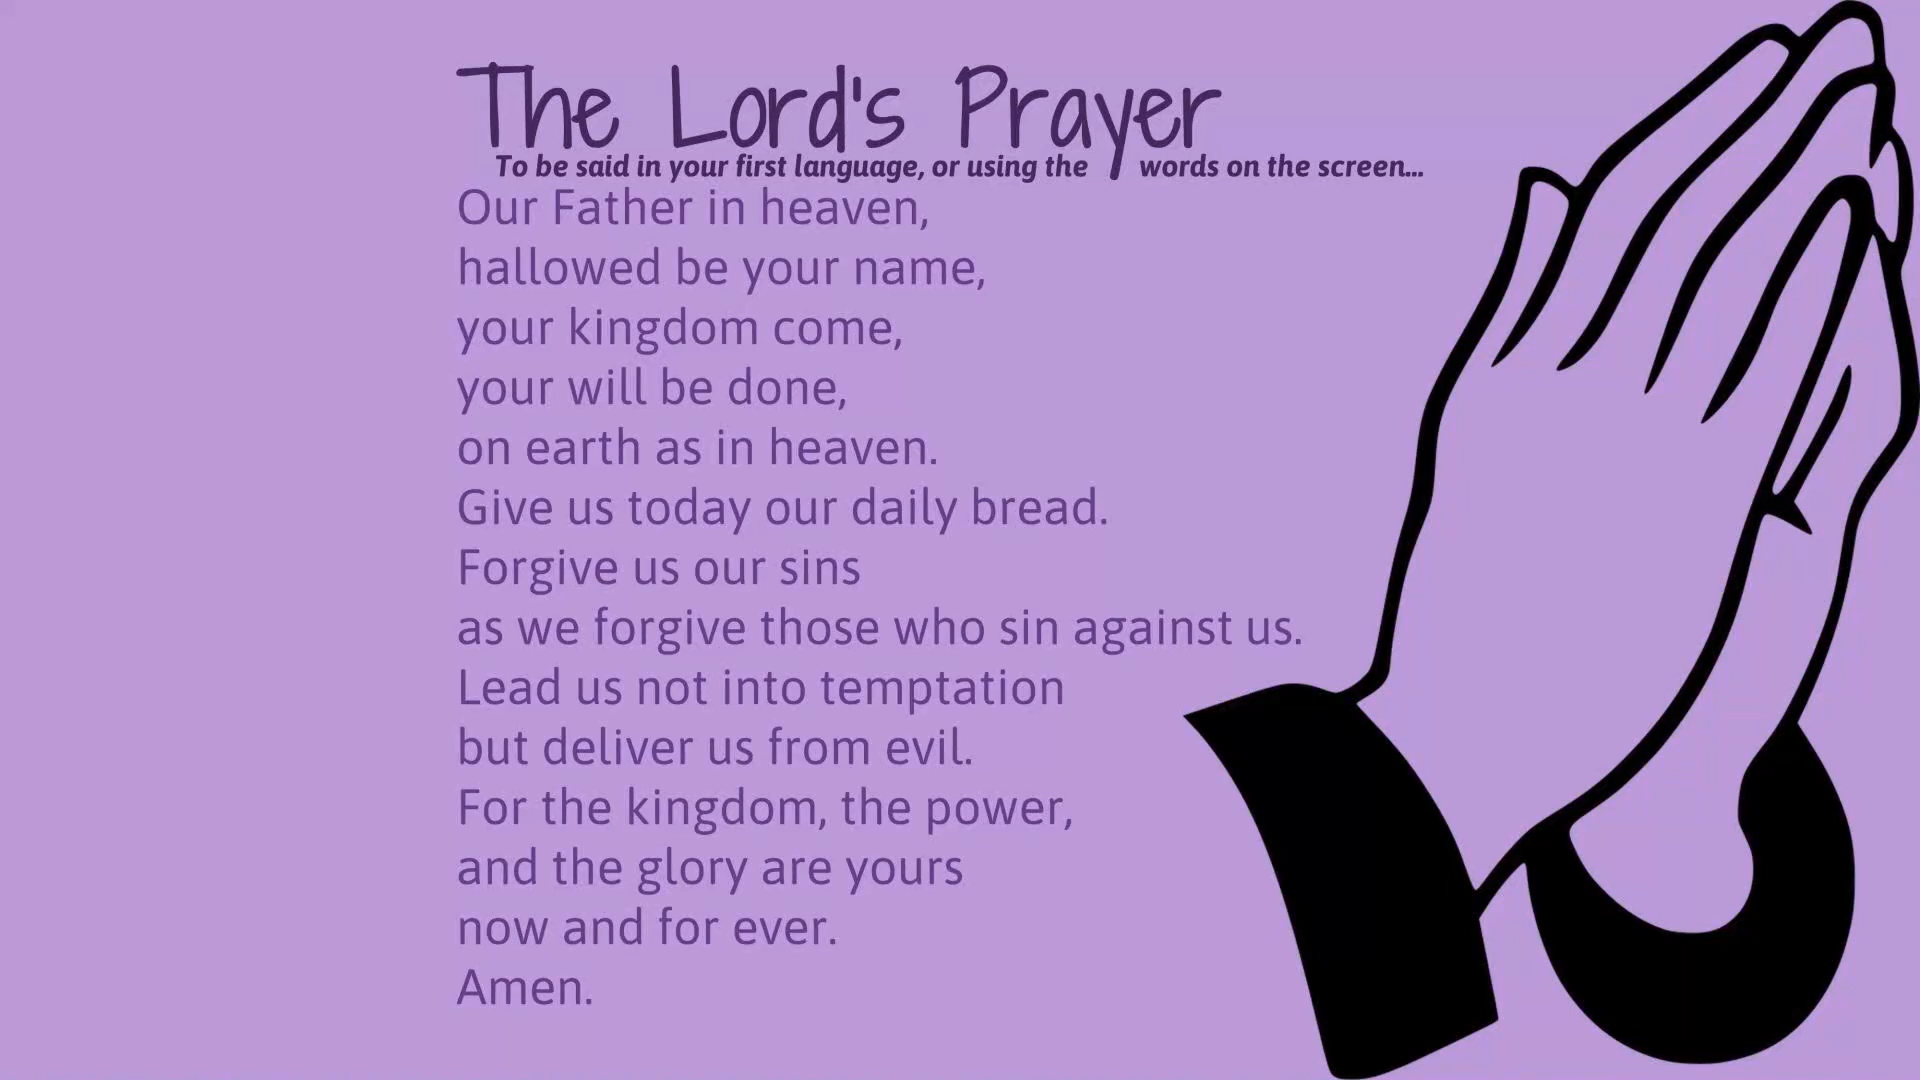 The Lord's Prayer
To be said in your first language, or using the words on the screen...
Our Father in heaven,
hallowed be your name,
your kingdom come,
your will be done,
on earth as in heaven.
Give us today our daily bread.
Forgive us our sins
as we forgive those who sin against us.
Lead us not into temptation
but deliver us from evil.
For the kingdom, the power,
and the glory are yours
now and for ever.
Amen.